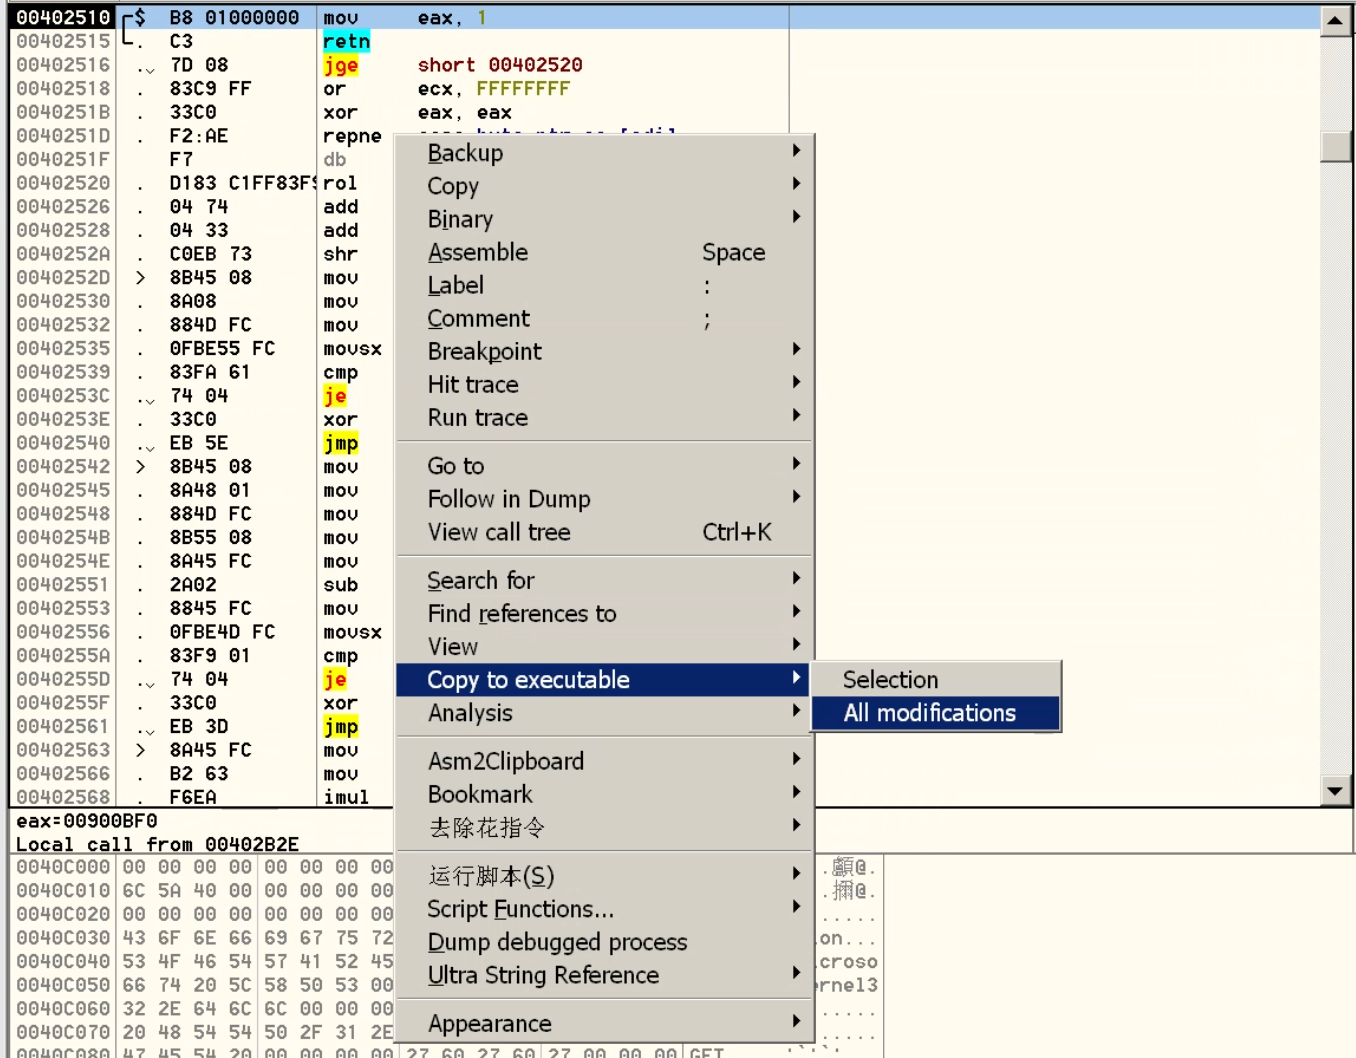 00402510 $ B8 01000000 mov eax, 1
00402515 . C3 retn
00402516 . 7D 08 jge short 00402520
00402518 . 83C9 FF or ecx, FFFFFFFF
0040251B . 33C0 xor eax, eax
0040251D . F2:AE repne
0040251F F7 db
00402520 . D183 C1FF83F9 rol
00402526 . 04 74 add
00402528 . 04 33 add
0040252A . C0EB 73 shr
0040252D > 8B45 08 mov
00402530 . 8A08 mov
00402532 . 884D FC mov
00402535 . 0FBE55 FC movsx
00402539 . 83FA 61 cmp
0040253C . 74 04 je
0040253E . 33C0 xor
00402540 . EB 5E jmp
00402542 > 8B45 08 mov
00402545 . 8A48 01 mov
00402548 . 884D FC mov
0040254B . 8B55 08 mov
0040254E . 8A45 FC mov
00402551 . 2A02 sub
00402553 . 8845 FC mov
00402556 . 0FBE4D FC movsx
0040255A . 83F9 01 cmp
0040255D . 74 04 je
0040255F . 33C0 xor
00402561 . EB 3D jmp
00402563 > 8A45 FC mov
00402566 . B2 63 mov
00402568 . F6EA imul
eax=00900BF0
Local call from 00402B2E
0040C000 00 00 00 00 00 00 00 00 .顱@.
0040C010 6C 5A 40 00 00 00 00 00 .擟@.
0040C020 00 00 00 00 00 00 00 00 .....
0040C030 43 6F 6E 66 69 67 75 72 on...
0040C040 53 4F 46 54 57 41 52 45 croso
0040C050 66 74 20 5C 58 50 53 00 ernel3
0040C060 32 2E 64 6C 6C 00 00 00 .....
0040C070 20 48 54 54 50 2F 31 2E
0040C080 47 45 54 20 00 00 00 00 27 60 27 60 27 00 00 00 GET
Backup
Copy
Binary
Assemble Space
Label :
Comment ;
Breakpoint
Hit trace
Run trace
Go to
Follow in Dump
View call tree Ctrl+K
Search for
Find references to
View
Copy to executable
Analysis
Asm2Clipboard
Bookmark
去除花指令
运行脚本(S)
Script Functions...
Dump debugged process
Ultra String Reference
Appearance
Selection
All modifications